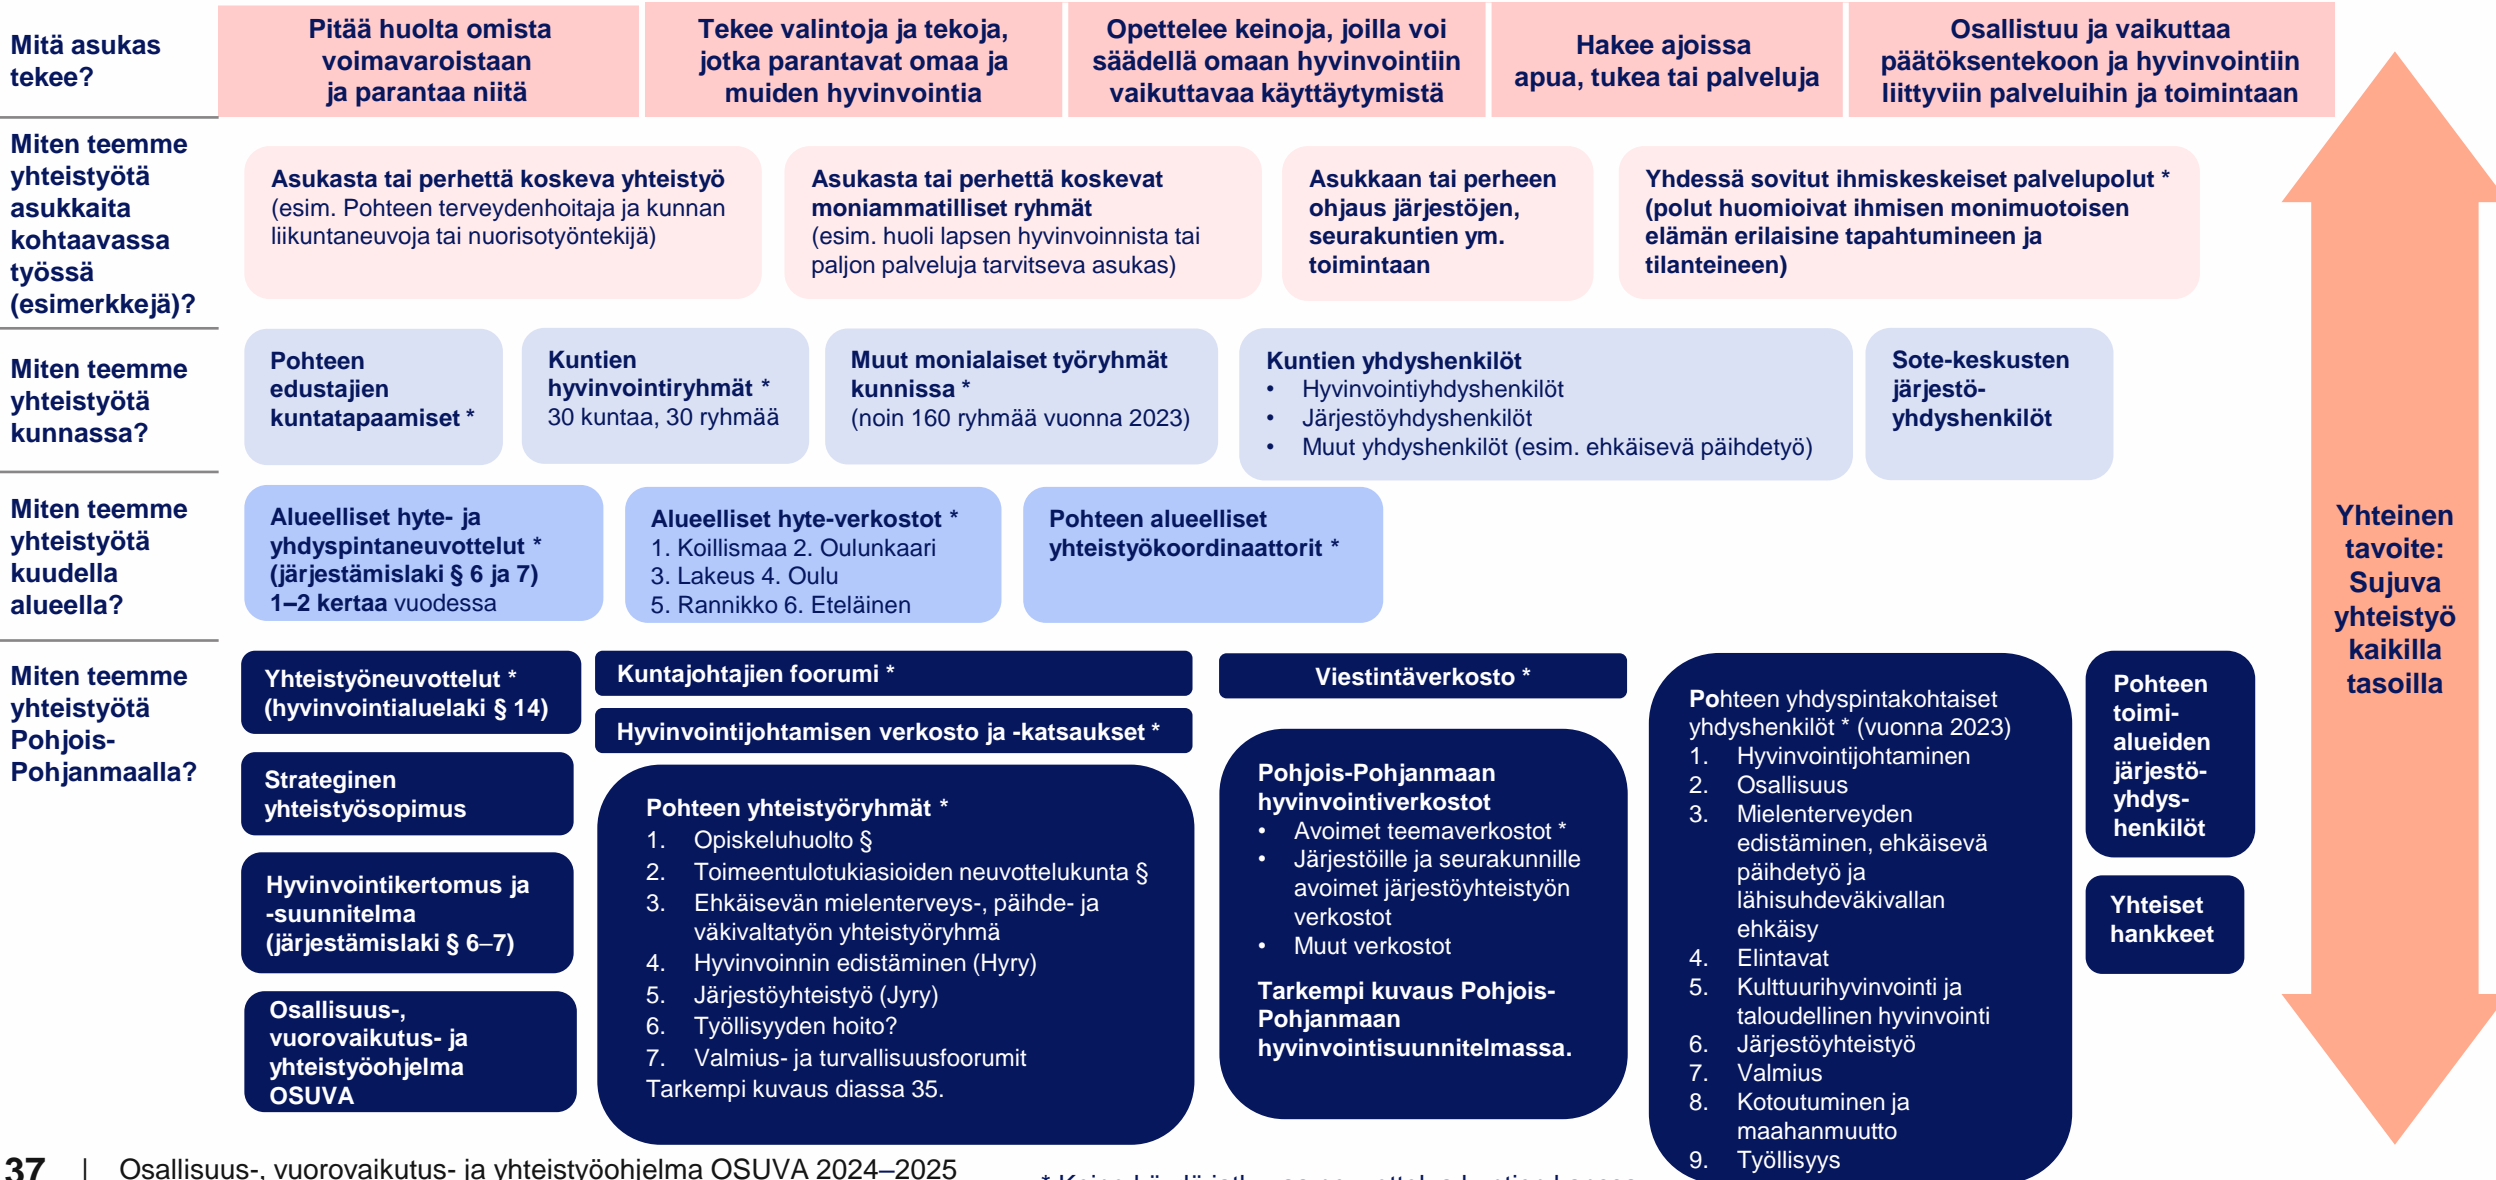 Mitä asukas
tekee?
Pitää huolta omista
voimavaroistaan
ja parantaa niitä
Tekee valintoja ja tekoja,
jotka parantavat omaa ja
muiden hyvinvointia
Opettelee keinoja, joilla voi
säädellä omaan hyvinvointiin
vaikuttavaa käyttäytymistä
Hakee ajoissa
apua, tukea tai palveluja
Osallistuu ja vaikuttaa
päätöksentekoon ja hyvinvointiin
liittyviin palveluihin ja toimintaan
Miten teemme
yhteistyötä
asukkaita
kohtaavassa
työssä
(esimerkkejä)?
Asukasta tai perhettä koskeva yhteistyö
(esim. Pohteen terveydenhoitaja ja kunnan
liikuntaneuvoja tai nuorisotyöntekijä)
Asukasta tai perhettä koskevat
moniammatilliset ryhmät
(esim. huoli lapsen hyvinvoinnista tai
paljon palveluja tarvitseva asukas)
Asukkaan tai perheen
ohjaus järjestöjen,
seurakuntien ym.
toimintaan
Yhdessä sovitut ihmiskeskeiset palvelupolut *
(polut huomioivat ihmisen monimuotoisen
elämän erilaisine tapahtumineen ja
tilanteineen)
Miten teemme
yhteistyötä
kunnassa?
Pohteen
edustajien
kuntatapaamiset *
Kuntien
hyvinvointiryhmät *
30 kuntaa, 30 ryhmää
Muut monialaiset työryhmät
kunnissa *
(noin 160 ryhmää vuonna 2023)
Kuntien yhdyshenkilöt
• Hyvinvointiyhdyshenkilöt
• Järjestöyhdyshenkilöt
• Muut yhdyshenkilöt (esim. ehkäisevä päihdetyö)
Sote-keskusten
järjestö-
yhdyshenkilöt
Miten teemme
yhteistyötä
kuudella
alueella?
Alueelliset hyte- ja
yhdyspintaneuvottelut *
(järjestämislaki § 6 ja 7)
1–2 kertaa vuodessa
Alueelliset hyte-verkostot *
1. Koillismaa 2. Oulunkaari
3. Lakeus 4. Oulu
5. Rannikko 6. Eteläinen
Pohteen alueelliset
yhteistyökoordinaattorit *
Miten teemme
yhteistyötä
Pohjois-
Pohjanmaalla?
Yhteistyöneuvottelut *
(hyvinvointialuelaki § 14)
Strateginen
yhteistyösopimus
Hyvinvointikertomus ja
-suunnitelma
(järjestämislaki § 6–7)
Osallisuus-,
vuorovaikutus- ja
yhteistyöohjelma
OSUVA
Kuntajohtajien foorumi *
Hyvinvointijohtamisen verkosto ja -katsaukset *
Pohteen yhteistyöryhmät *
1. Opiskeluhuolto §
2. Toimeentulotukiasioiden neuvottelukunta §
3. Ehkäisevän mielenterveys-, päihde- ja
väkivaltatyön yhteistyöryhmä
4. Hyvinvoinnin edistäminen (Hyry)
5. Järjestöyhteistyö (Jyry)
6. Työllisyyden hoito?
7. Valmius- ja turvallisuusfoorumit
Tarkempi kuvaus diassa 35.
Viestintäverkosto *
Pohjois-Pohjanmaan
hyvinvointiverkostot
• Avoimet teemaverkostot *
• Järjestöille ja seurakunnille
avoimet järjestöyhteistyön
verkostot
• Muut verkostot
Tarkempi kuvaus Pohjois-
Pohjanmaan
hyvinvointisuunnitelmassa.
Pohteen yhdyspintakohtaiset
yhdyshenkilöt * (vuonna 2023)
1. Hyvinvointijohtaminen
2. Osallisuus
3. Mielenterveyden
edistäminen, ehkäisevä
päihdetyö ja
lähisuhdeväkivallan
ehkäisy
4. Elintavat
5. Kulttuurihyvinvointi ja
taloudellinen hyvinvointi
6. Järjestöyhteistyö
7. Valmius
8. Kotoutuminen ja
maahanmuutto
9. Työllisyys
Pohteen
toimi-
alueiden
järjestö-
yhdys-
henkilöt
Yhteiset
hankkeet
Yhteinen
tavoite:
Sujuva
yhteistyö
kaikilla
tasoilla
37 | Osallisuus-, vuorovaikutus- ja yhteistyöohjelma OSUVA 2024–2025